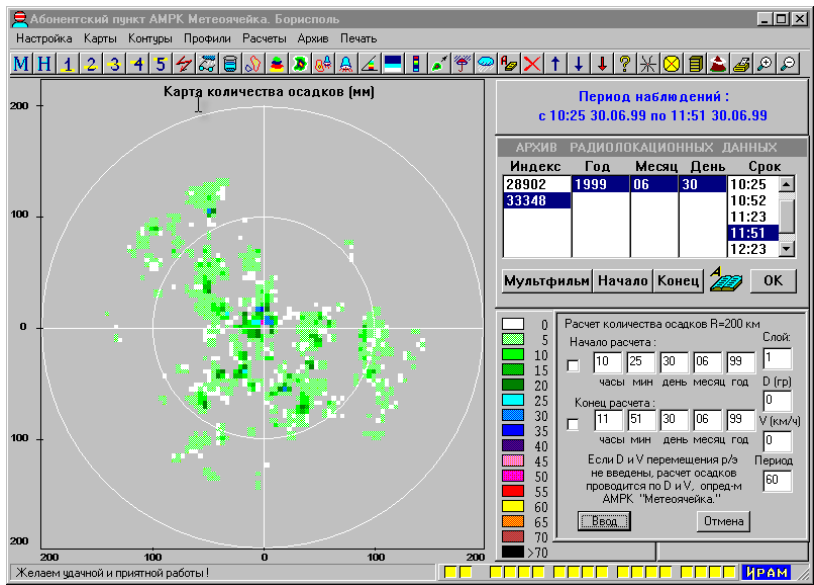 Абонентский пункт АМРК Метеоячейка. Борисполь
Настройка Карты Контуры Профили Расчеты Архив Печать
М Н 1 2 3 4 5
Карта количества осадков (мм)
200
100
0
100
200
200 100 0 100 200
Период наблюдений :
с 10:25 30.06.99 по 11:51 30.06.99
АРХИВ РАДИОЛОКАЦИОННЫХ ДАННЫХ
Индекс Год Месяц День Срок
28902 1999 06 30 10:25
33348 10:52
11:23
11:51
12:23
Мультфильм Начало Конец А OK
0
5
10
15
20
25
30
35
40
45
50
55
60
65
70
>70
Расчет количества осадков R=200 км
Начало расчета : Слой:
10 25 30 06 99 1
часы мин день месяц год D (гр)
0
Конец расчета :
11 51 30 06 99 V (км/ч)
часы мин день месяц год 0
Если D и V перемещения р/э Период
не введены, расчет осадков 60
проводится по D и V, опред-м
АМРК "Метеоячейка."
Ввод Отмена
Желаем удачной и приятной работы ! ИРАМ